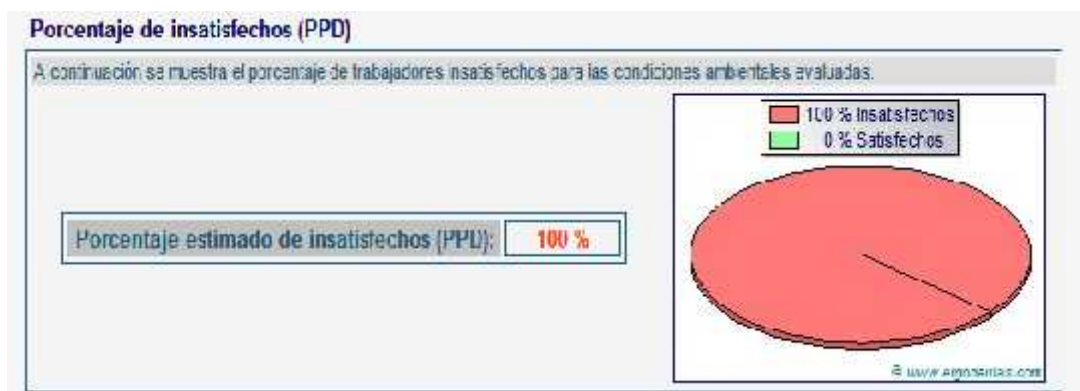 Porcentaje de insatisfechos (PPD)
A continuación se muestra el porcentaje de trabajadores insatisfechos para las condiciones ambientales evaluadas.
100 % Insatisfechos
0 % Satisfechos
Porcentaje estimado de insatisfechos (PPD): 100 %
© www.ergonautas.com